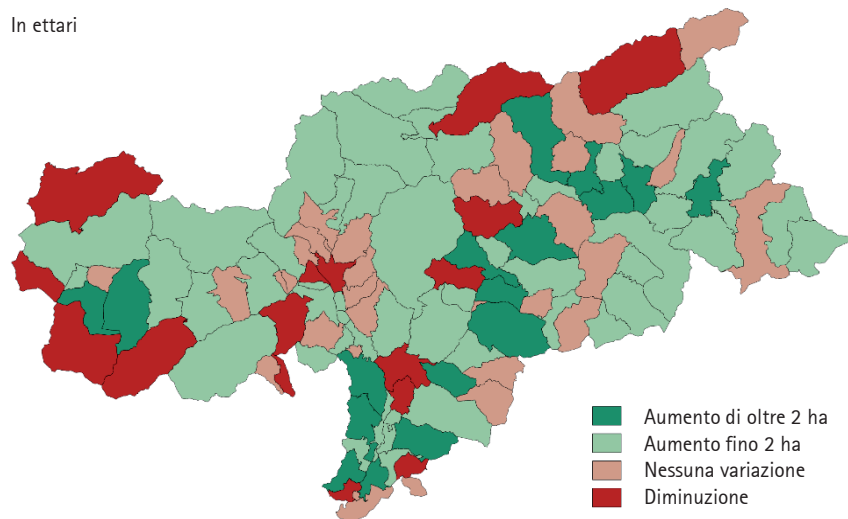 In ettari
Aumento di oltre 2 ha
Aumento fino 2 ha
Nessuna variazione
Diminuzione